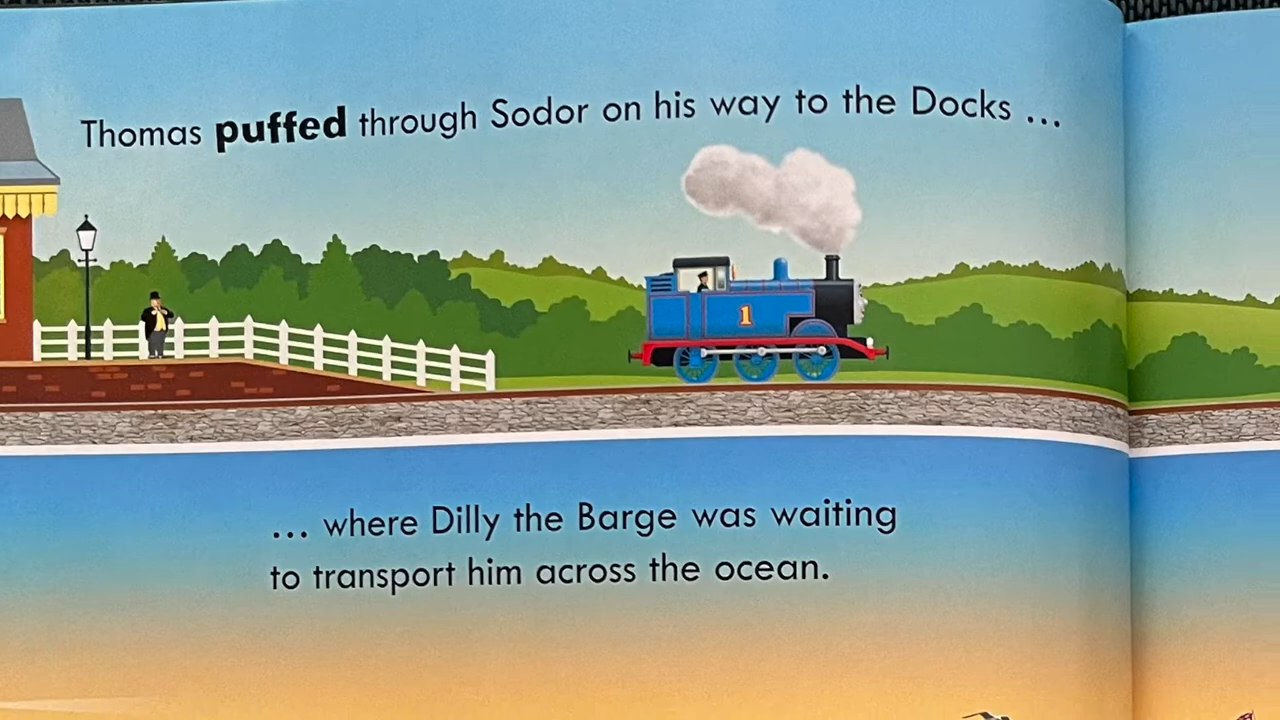 Thomas puffed through Sodor on his way to the Docks ...
1
... where Dilly the Barge was waiting
to transport him across the ocean.